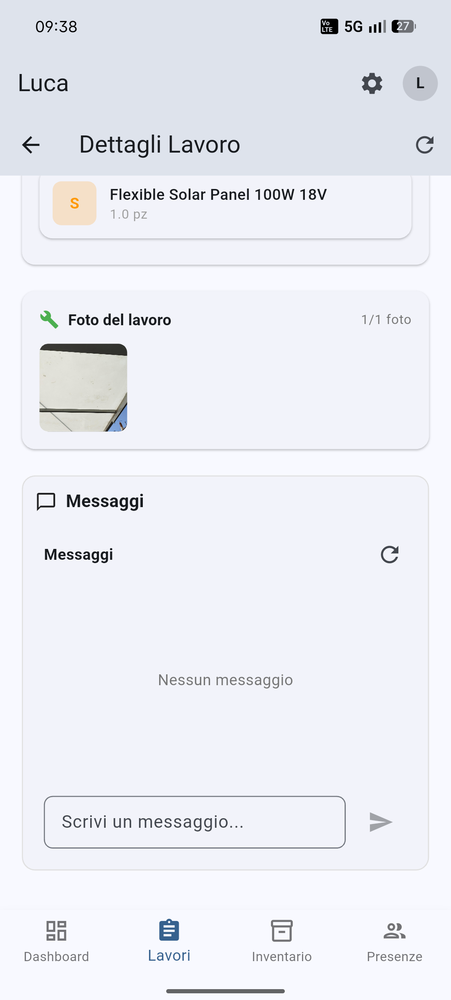 09:38
Vo LTE 5G 27
Luca
L
Dettagli Lavoro
S
Flexible Solar Panel 100W 18V
1.0 pz
Foto del lavoro
1/1 foto
Messaggi
Messaggi
Nessun messaggio
Scrivi un messaggio...
Dashboard
Lavori
Inventario
Presenze